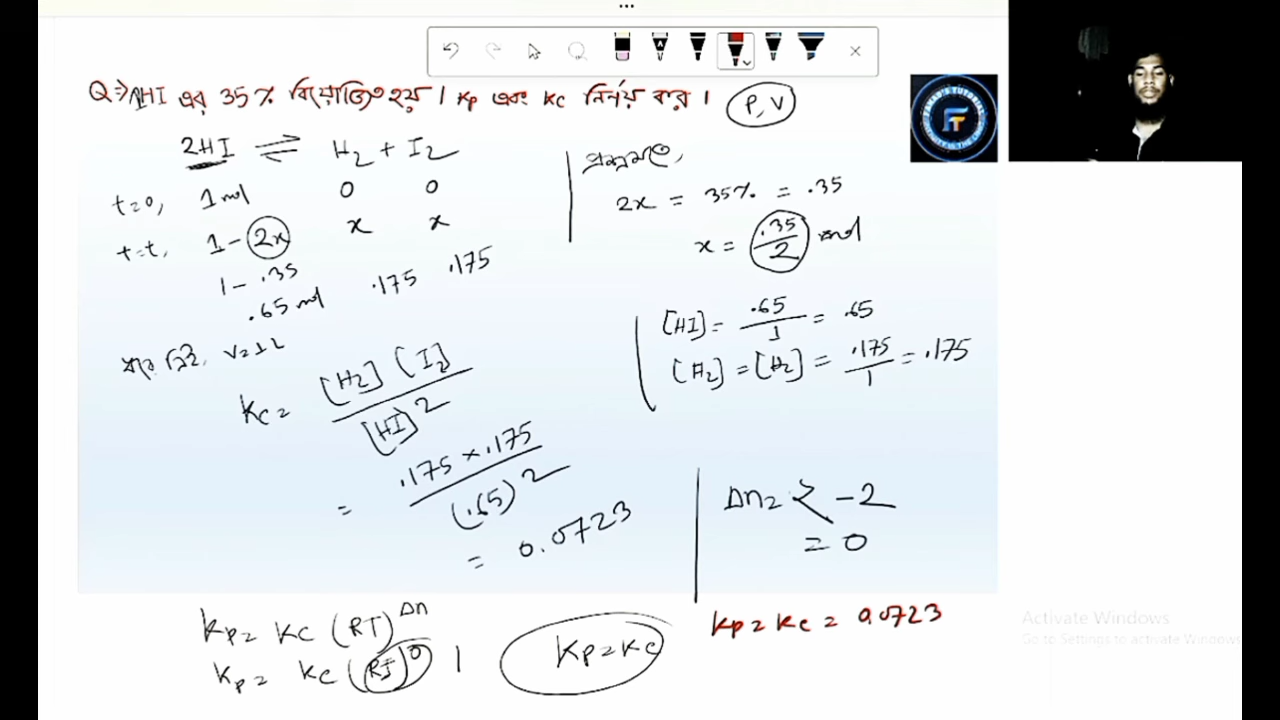 Q⇒ HI এর 35% বিয়োজিত হয়। Kp এবং Kc নির্ণয় কর।
P, V
2HI ⇌ H2 + I2
t=0, 1 mol 0 0
t=t, 1-2x x x
1-.35
.65 mol .175 .175
প্রশ্নমতে,
2x = 35% = .35
x = .35/2 mol
ধরে নিই, V=1L
[HI] = .65/1 = .65
[H2] = [H2] = .175/1 = .175
Kc = [H2] [I2] / [HI]2
= .175 × .175 / (.65)2
= 0.0723
Δn = 2-2
= 0
Kp = Kc (RT)Δn
Kp = Kc (RT)0
Kp = Kc
Kp = Kc = 0.0723
FT
Activate Windows
Go to Settings to activate Windows